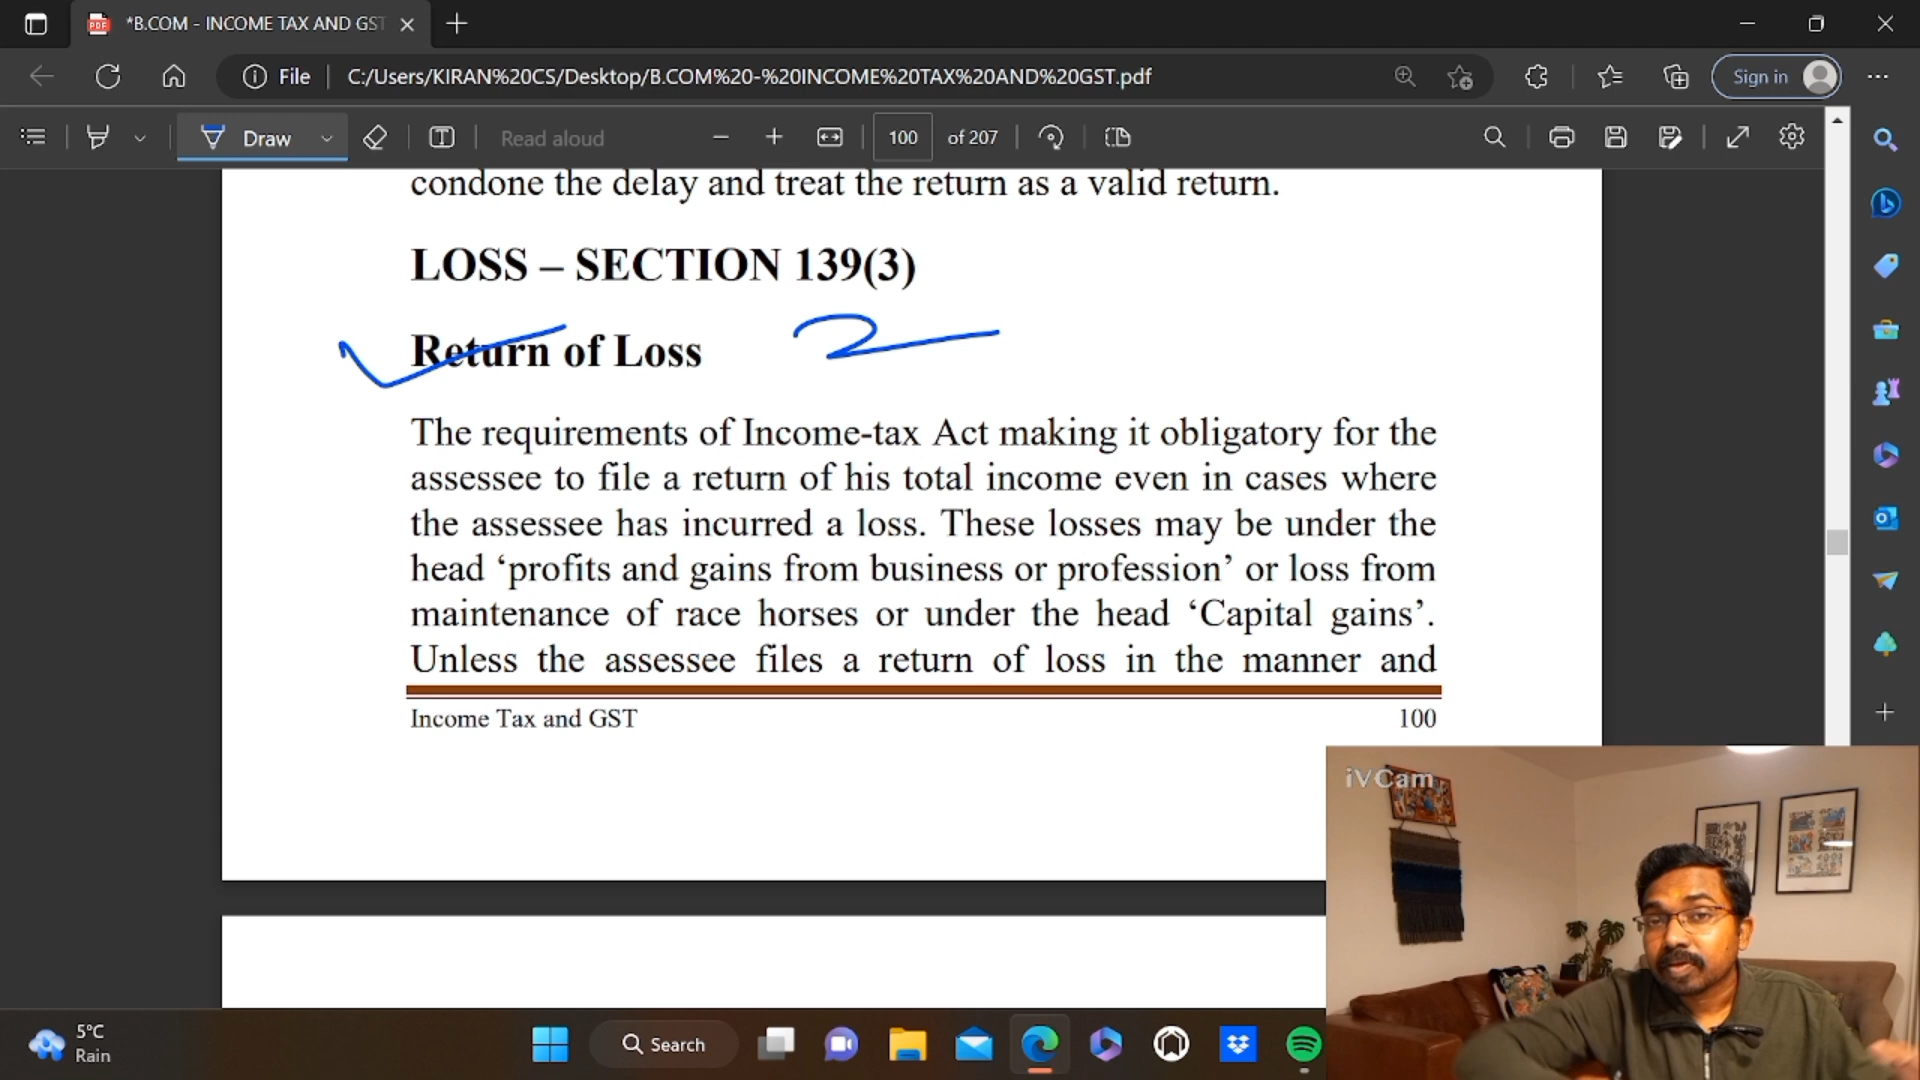 *B.COM - INCOME TAX AND GST
File
C:/Users/KIRAN%20CS/Desktop/B.COM%20-%20INCOME%20TAX%20AND%20GST.pdf
Sign in
Draw
Read aloud
100
of 207
condone the delay and treat the return as a valid return.
LOSS – SECTION 139(3)
Return of Loss
2
The requirements of Income-tax Act making it obligatory for the
assessee to file a return of his total income even in cases where
the assessee has incurred a loss. These losses may be under the
head ‘profits and gains from business or profession’ or loss from
maintenance of race horses or under the head ‘Capital gains’.
Unless the assessee files a return of loss in the manner and
Income Tax and GST 100
iVCam
5°C
Rain
Search